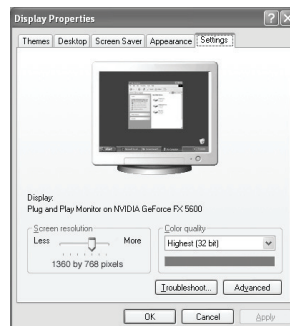 Display Properties
Themes Desktop Screen Saver Appearance Settings
Display:
Plug and Play Monitor on NVIDIA GeForce FX 5600
Screen resolution
Less More
1360 by 768 pixels
Color quality
Highest (32 bit)
Troubleshoot... Advanced
OK Cancel Apply